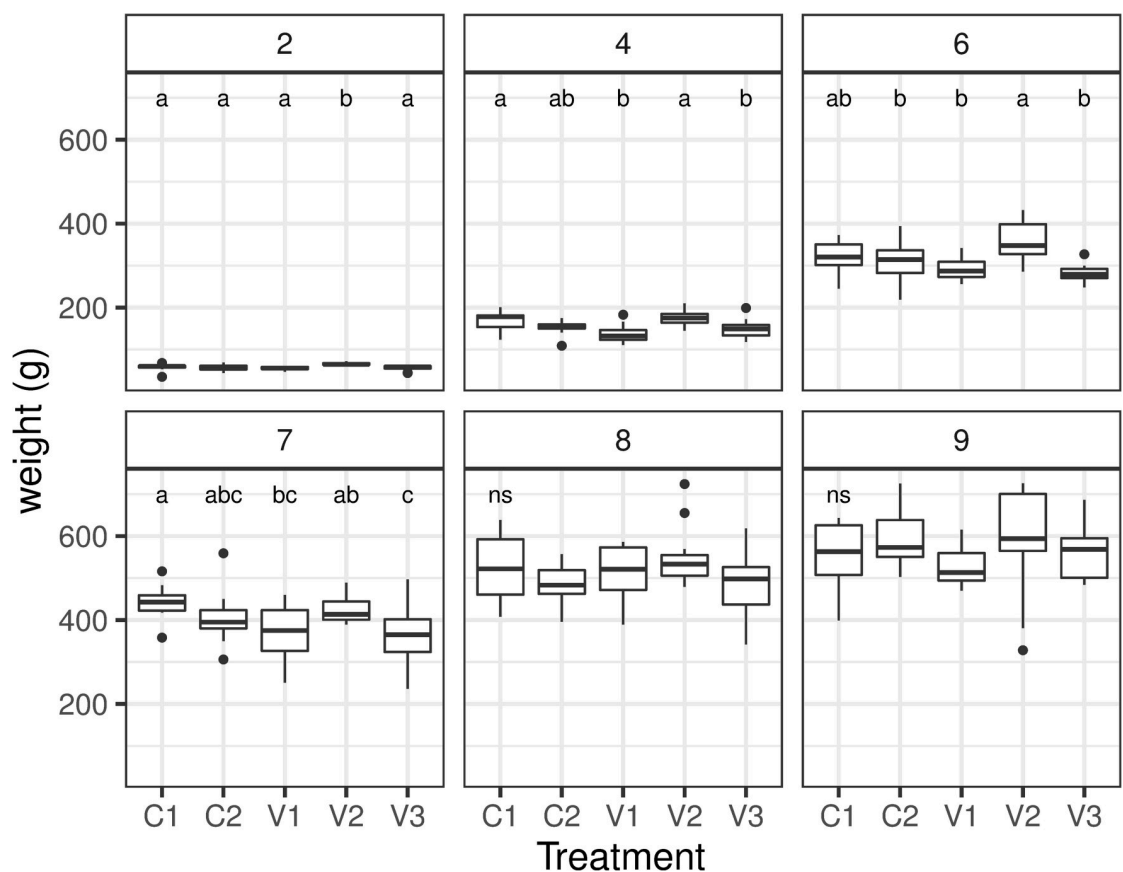 2 4 6
a a a b a a ab b a b ab b b a b
600
400
200
weight (g)
7 8 9
a abc bc ab c ns ns
600
400
200
C1 C2 V1 V2 V3 C1 C2 V1 V2 V3 C1 C2 V1 V2 V3
Treatment